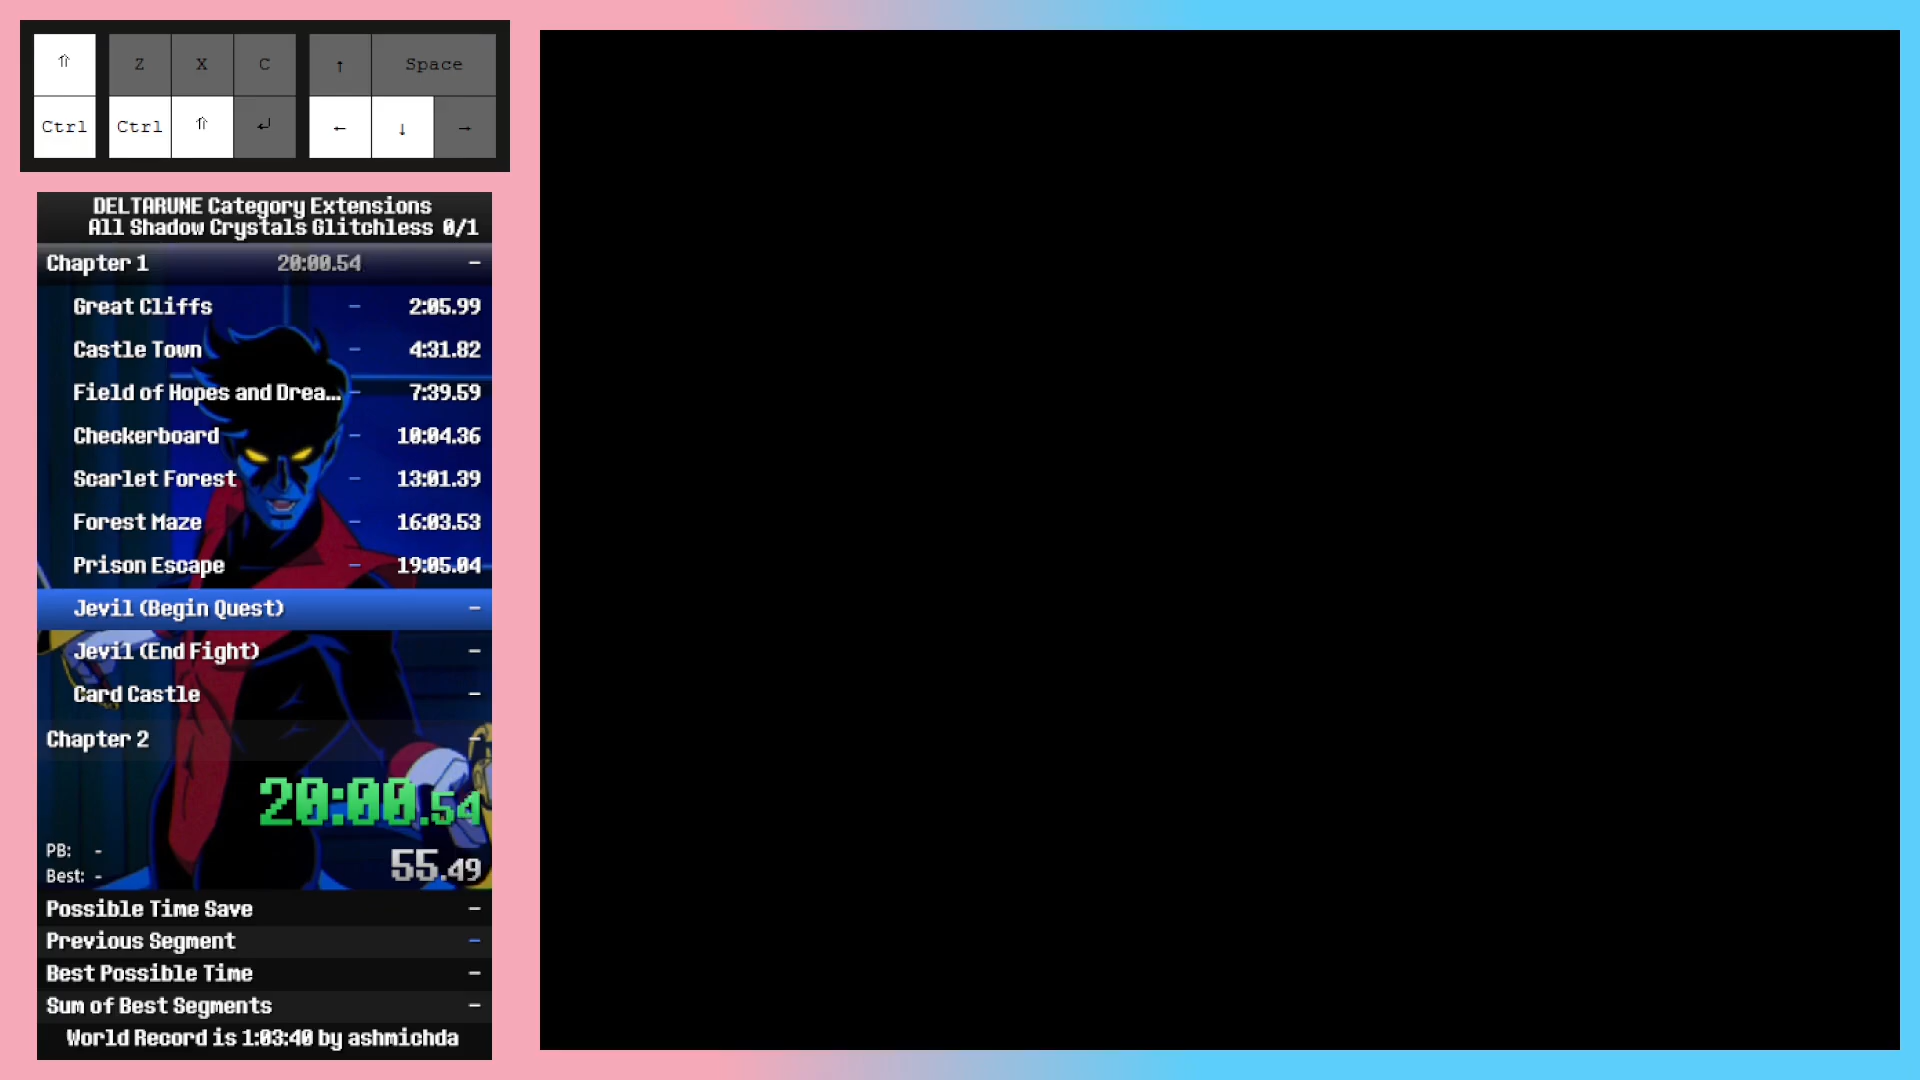 ⇧ Z X C ↑ Space
Ctrl Ctrl ⇧ ↵ ← ↓ →
DELTARUNE Category Extensions
All Shadow Crystals Glitchless 0/1
Chapter 1 20:00.54 -
Great Cliffs - 2:05.99
Castle Town - 4:31.82
Field of Hopes and Drea... - 7:39.59
Checkerboard - 10:04.36
Scarlet Forest - 13:01.39
Forest Maze - 16:03.53
Prison Escape - 19:05.04
Jevil (Begin Quest) -
Jevil (End Fight) -
Card Castle -
Chapter 2 -
20:00.54
PB: -
55.49
Best: -
Possible Time Save -
Previous Segment -
Best Possible Time -
Sum of Best Segments -
World Record is 1:03:40 by ashmichda